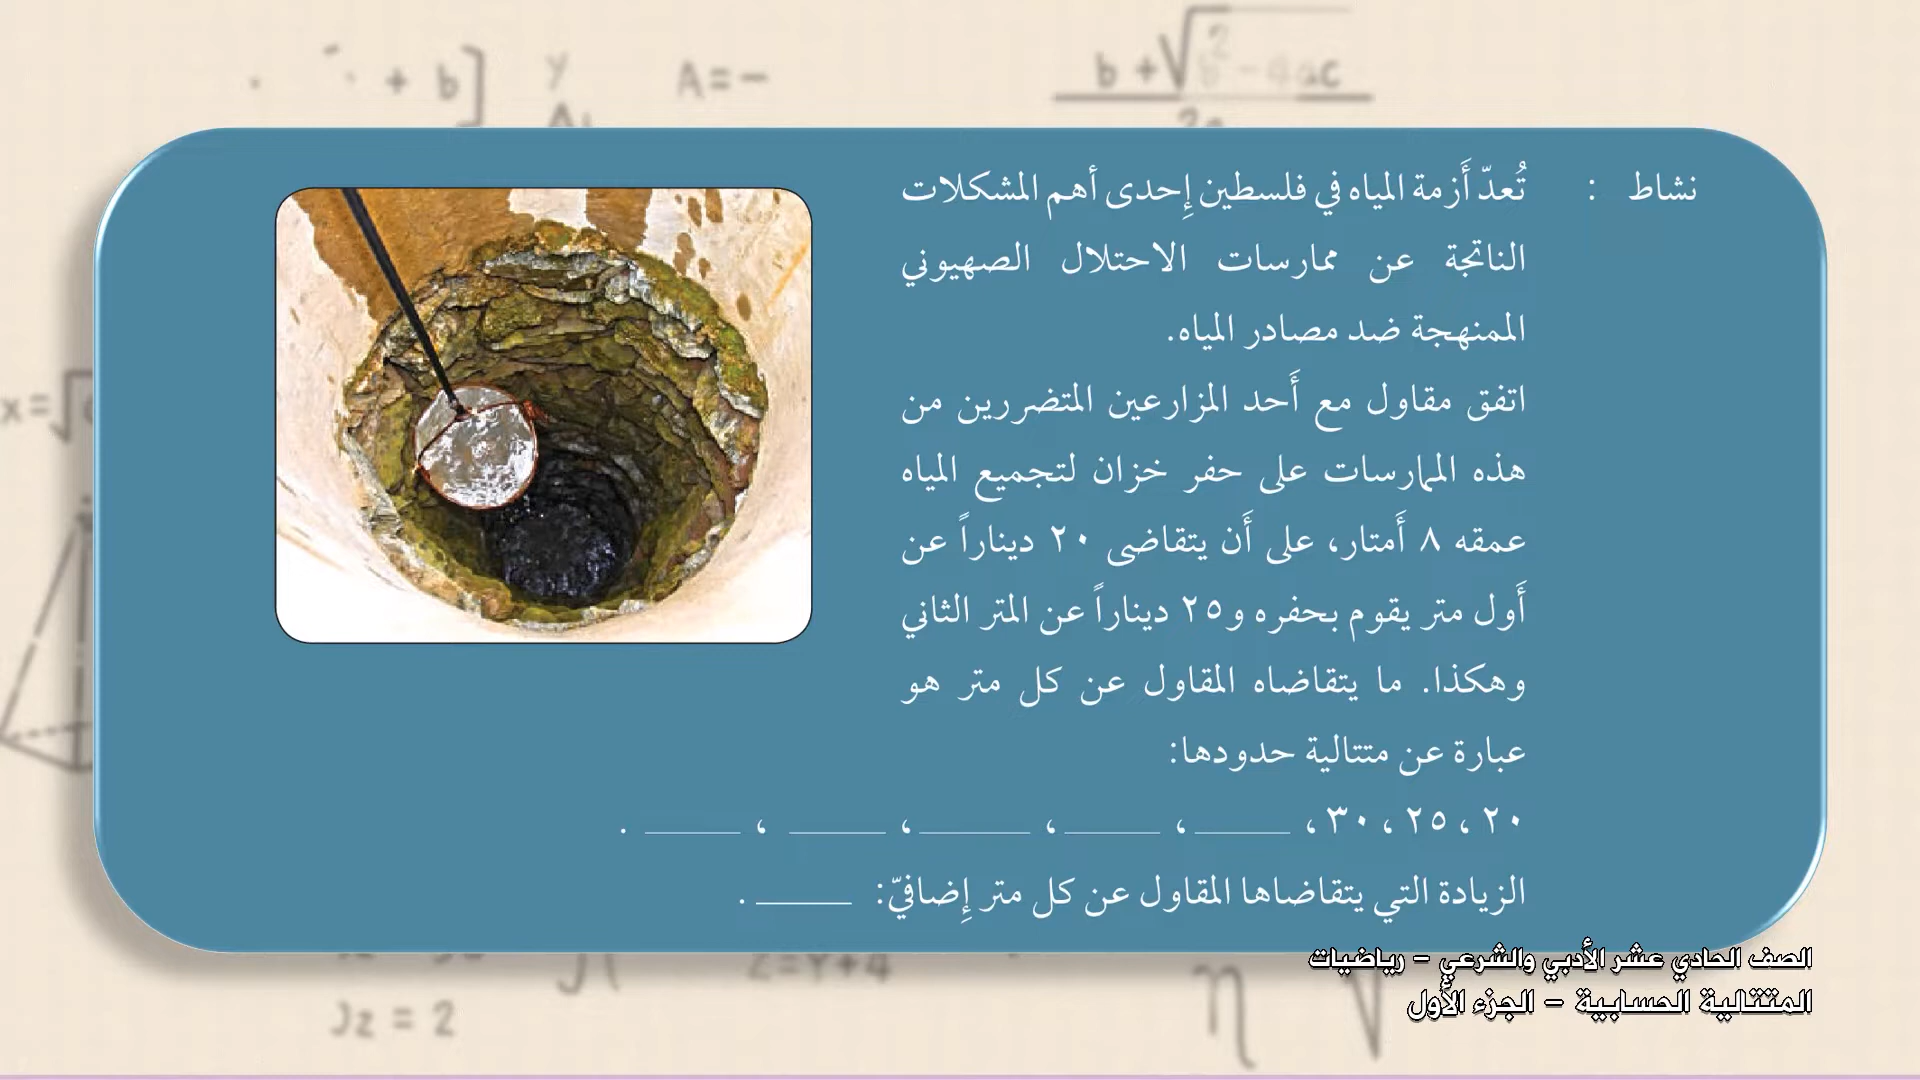 نشاط : تُعدّ أَزمة المياه في فلسطين إِحدى أهم المشكلات
الناتجة عن ممارسات الاحتلال الصهيوني
الممنهجة ضد مصادر المياه.
اتفق مقاول مع أَحد المزارعين المتضررين من
هذه الممارسات على حفر خزان لتجميع المياه
عمقه ٨ أَمتار، على أَن يتقاضى ٢٠ ديناراً عن
أَول متر يقوم بحفره و٢٥ ديناراً عن المتر الثاني
وهكذا. ما يتقاضاه المقاول عن كل متر هو
عبارة عن متتالية حدودها:
٢٠ ، ٢٥ ، ٣٠ ، ____ ، ____ ، ____ ، ____ ، ____ .
الزيادة التي يتقاضاها المقاول عن كل متر إِضافيّ: ____ .
الصف الحادي عشر الأدبي والشرعي – رياضيات
المتتالية الحسابية – الجزء الأول
+ b]
y
A=−
x=
Z=Y+4
Jz = 2